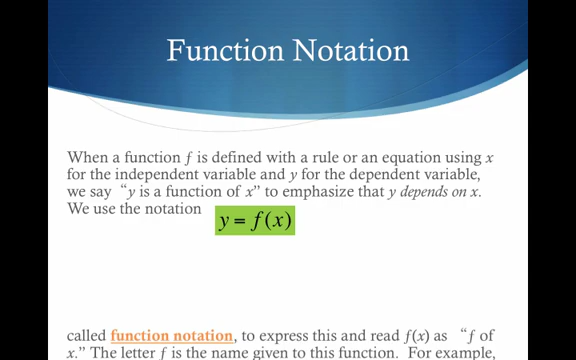 Function Notation
When a function f is defined with a rule or an equation using x
for the independent variable and y for the dependent variable,
we say “y is a function of x” to emphasize that y depends on x.
We use the notation
y = f(x)
called function notation, to express this and read f(x) as “f of
x.” The letter f is the name given to this function. For example,